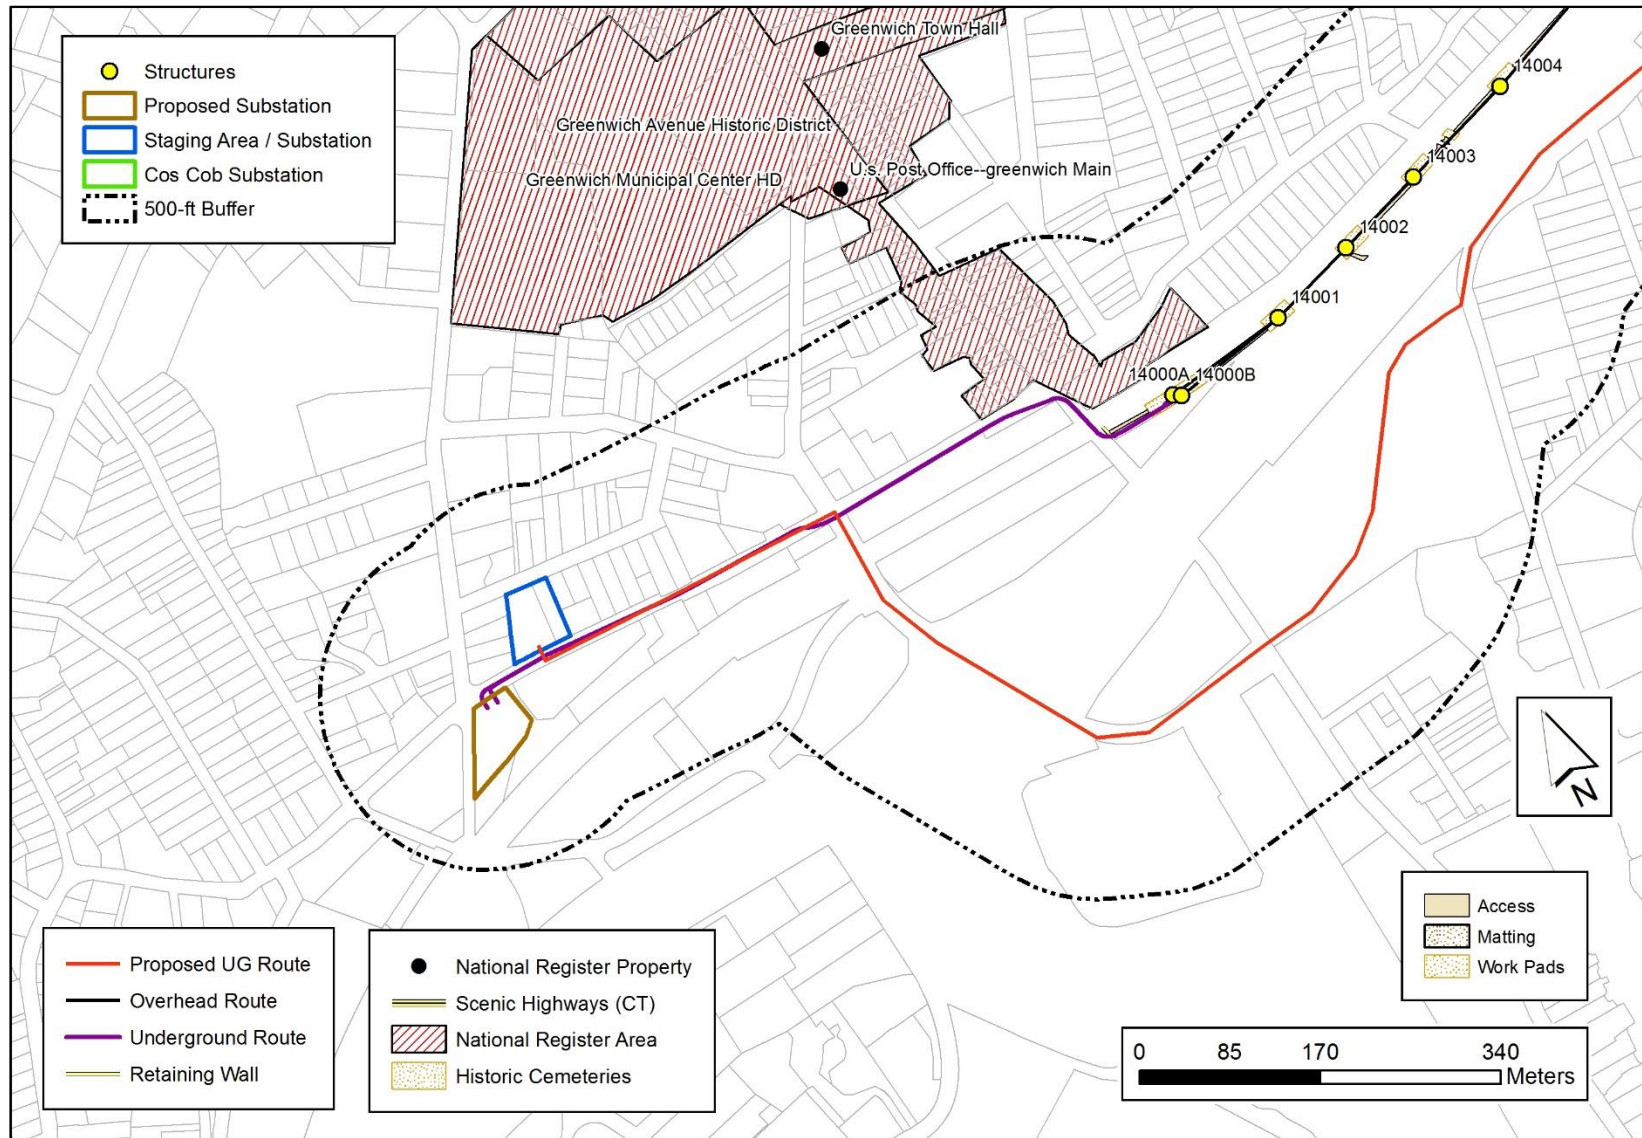 Greenwich Town Hall
Structures
Proposed Substation
Staging Area / Substation
Cos Cob Substation
500-ft Buffer
Greenwich Avenue Historic District
U.s. Post Office--greenwich Main
Greenwich Municipal Center HD
14004
14003
14002
14001
14000A
14000B
N
Access
Matting
Work Pads
Proposed UG Route
Overhead Route
Underground Route
Retaining Wall
National Register Property
Scenic Highways (CT)
National Register Area
Historic Cemeteries
0 85 170 340
Meters